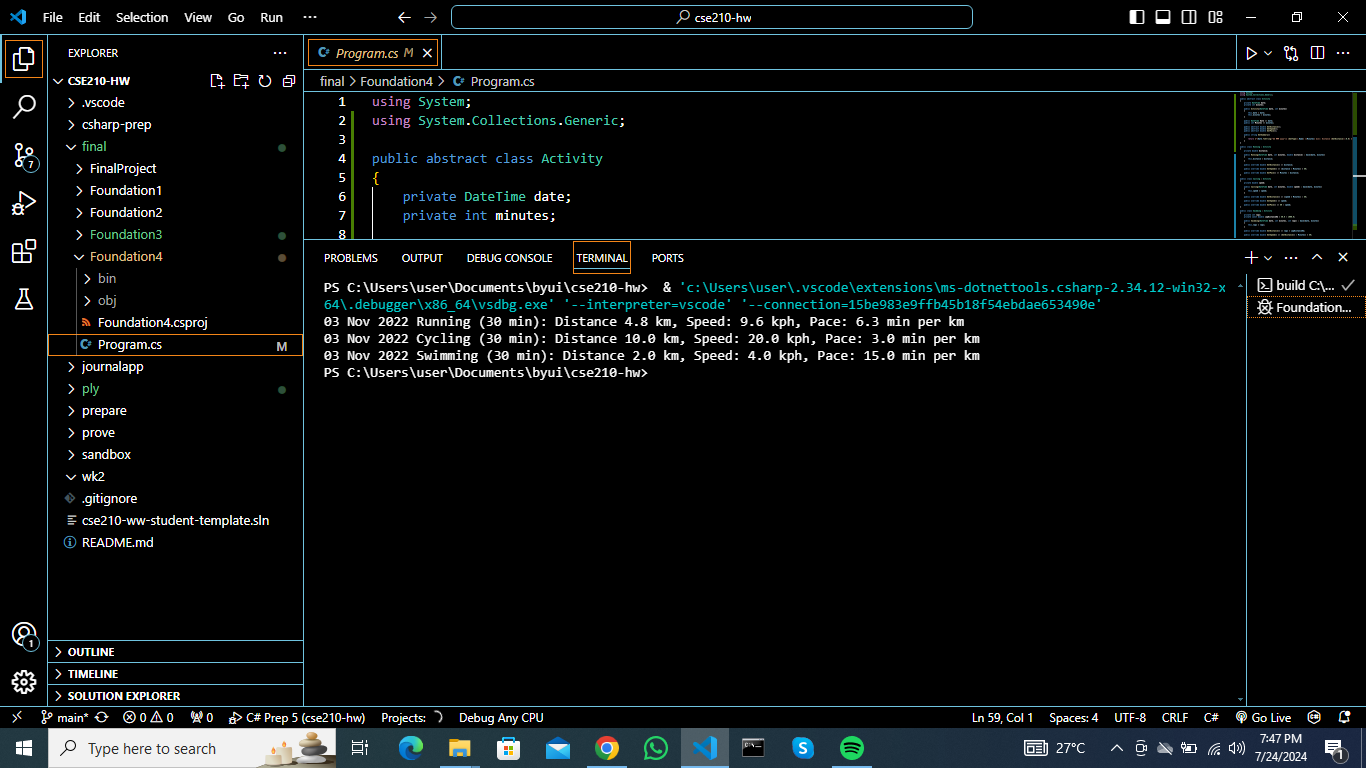 File Edit Selection View Go Run ··· cse210-hw
EXPLORER ···
CSE210-HW
.vscode
csharp-prep
final
FinalProject
Foundation1
Foundation2
Foundation3
Foundation4
bin
obj
Foundation4.csproj
C# Program.cs M
journalapp
ply
prepare
prove
sandbox
wk2
.gitignore
cse210-ww-student-template.sln
README.md
OUTLINE
TIMELINE
SOLUTION EXPLORER
7
1
C# Program.cs M
final > Foundation4 > C# Program.cs
1 using System;
2 using System.Collections.Generic;
3
4 public abstract class Activity
5 {
6 private DateTime date;
7 private int minutes;
8
PROBLEMS OUTPUT DEBUG CONSOLE TERMINAL PORTS
PS C:\Users\user\Documents\byui\cse210-hw> & 'c:\Users\user\.vscode\extensions\ms-dotnettools.csharp-2.34.12-win32-x
64\.debugger\x86_64\vsdbg.exe' '--interpreter=vscode' '--connection=15be983e9ffb45b18f54ebdae653490e'
03 Nov 2022 Running (30 min): Distance 4.8 km, Speed: 9.6 kph, Pace: 6.3 min per km
03 Nov 2022 Cycling (30 min): Distance 10.0 km, Speed: 20.0 kph, Pace: 3.0 min per km
03 Nov 2022 Swimming (30 min): Distance 2.0 km, Speed: 4.0 kph, Pace: 15.0 min per km
PS C:\Users\user\Documents\byui\cse210-hw>
build C:\...
Foundation...
main* 0 0 0 C# Prep 5 (cse210-hw) Projects: Debug Any CPU Ln 59, Col 1 Spaces: 4 UTF-8 CRLF C# Go Live
Type here to search 27°C 7:47 PM
7/24/2024
1